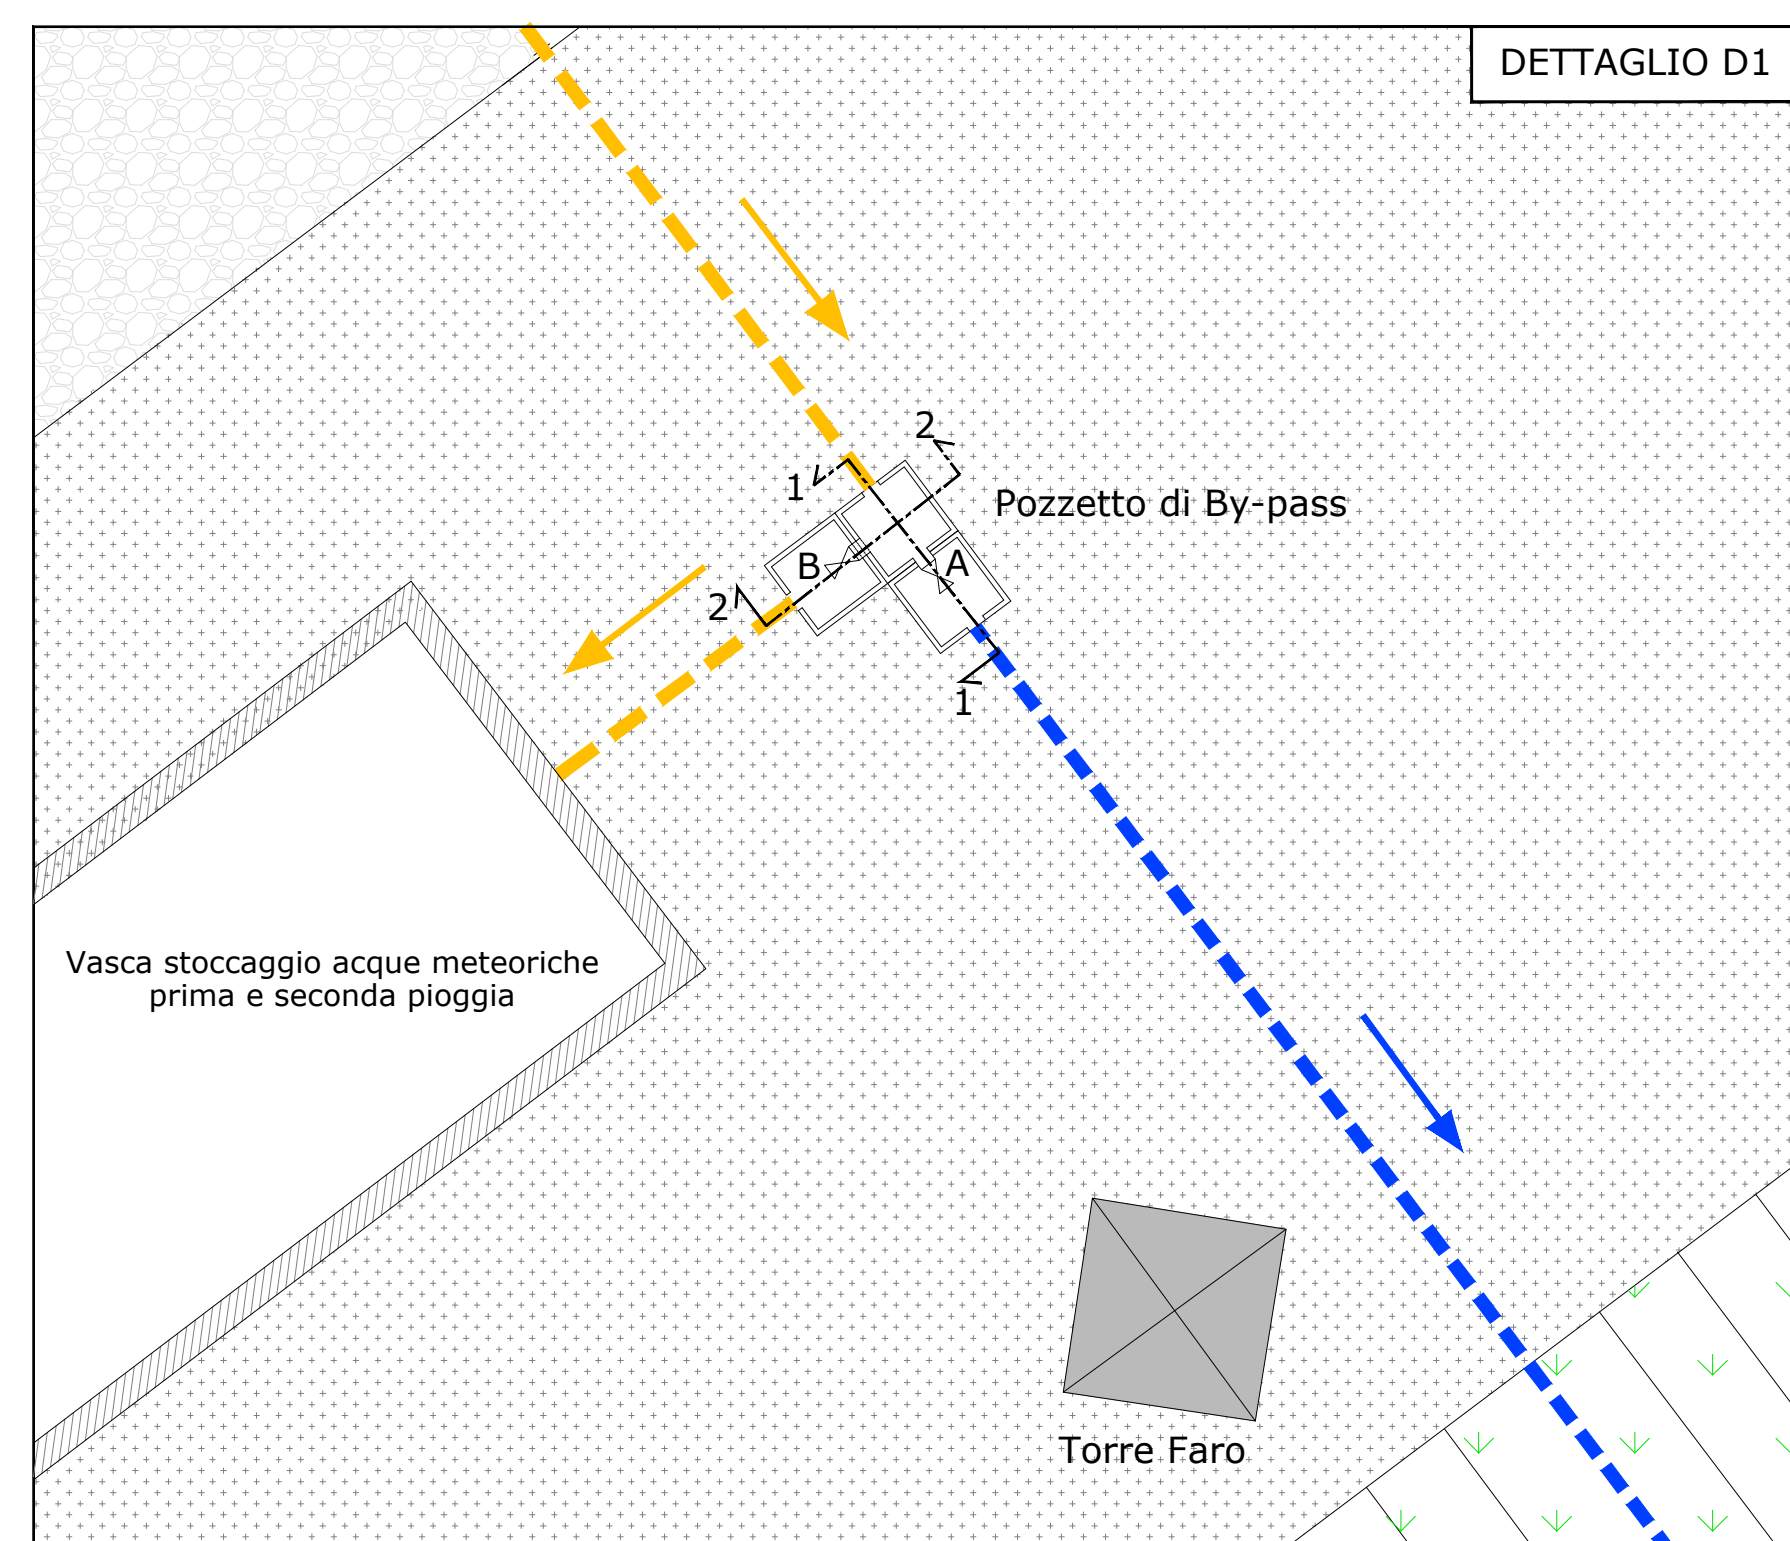 DETTAGLIO D1
2
1
Pozzetto di By-pass
B
A
2
1
Vasca stoccaggio acque meteoriche
prima e seconda pioggia
Torre Faro